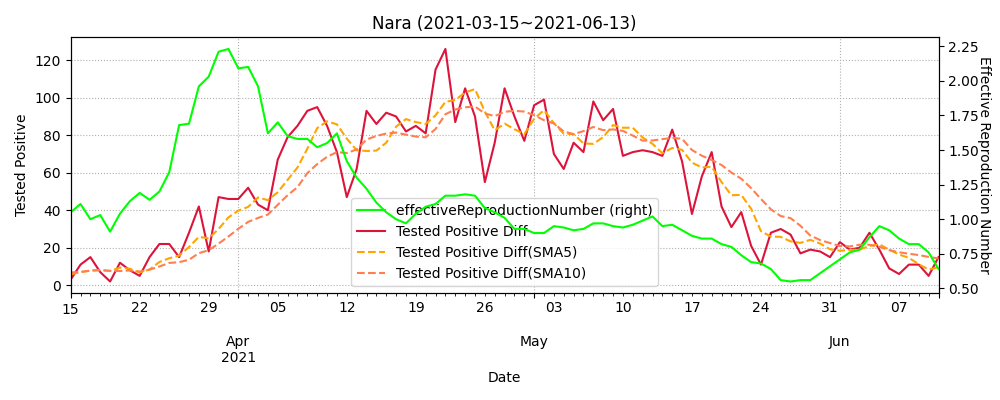 Nara (2021-03-15~2021-06-13)
Tested Positive
120
100
80
60
40
20
0
2.25
2.00
1.75
1.50
1.25
1.00
0.75
0.50
Effective Reproduction Number
effectiveReproductionNumber (right)
Tested Positive Diff
Tested Positive Diff(SMA5)
Tested Positive Diff(SMA10)
15 22 29 05 12 19 26 03 10 17 24 31 07
Apr May Jun
2021
Date